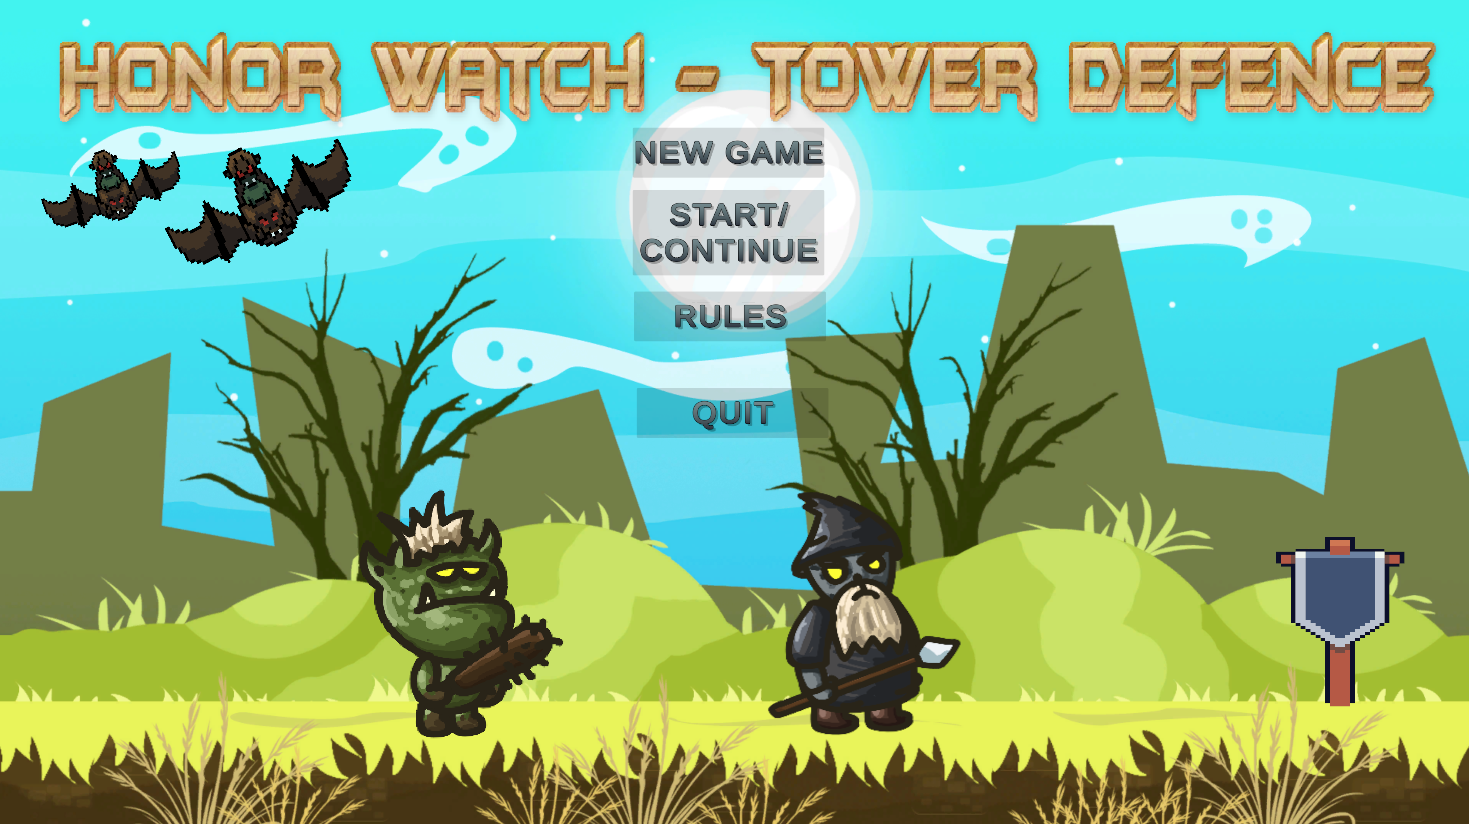 HONOR WATCH - TOWER DEFENCE
NEW GAME
START/
CONTINUE
RULES
QUIT